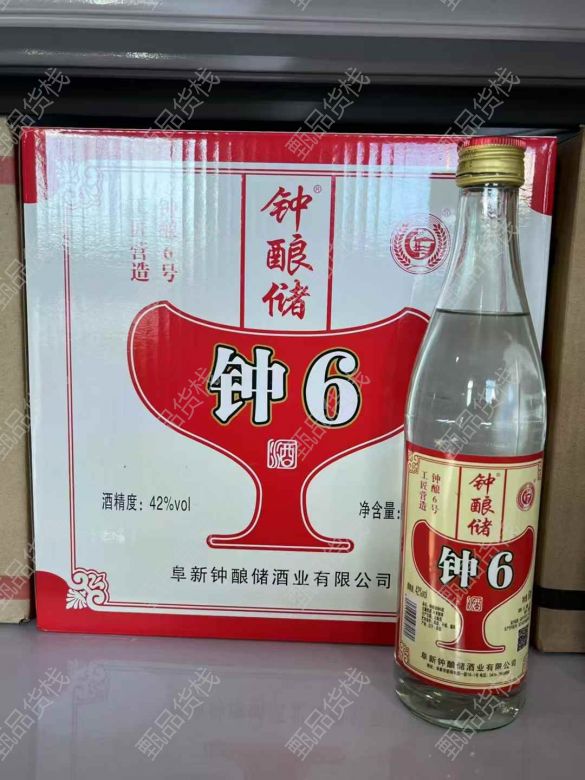 钟酿储®
钟酿6号
工匠营造
钟6
酒
酒精度：42%vol
净含量：
阜新钟酿储酒业有限公司
钟酿储
钟酿6号
工匠营造
钟6
酒
42%vol
阜新钟酿储酒业有限公司
甄品货栈